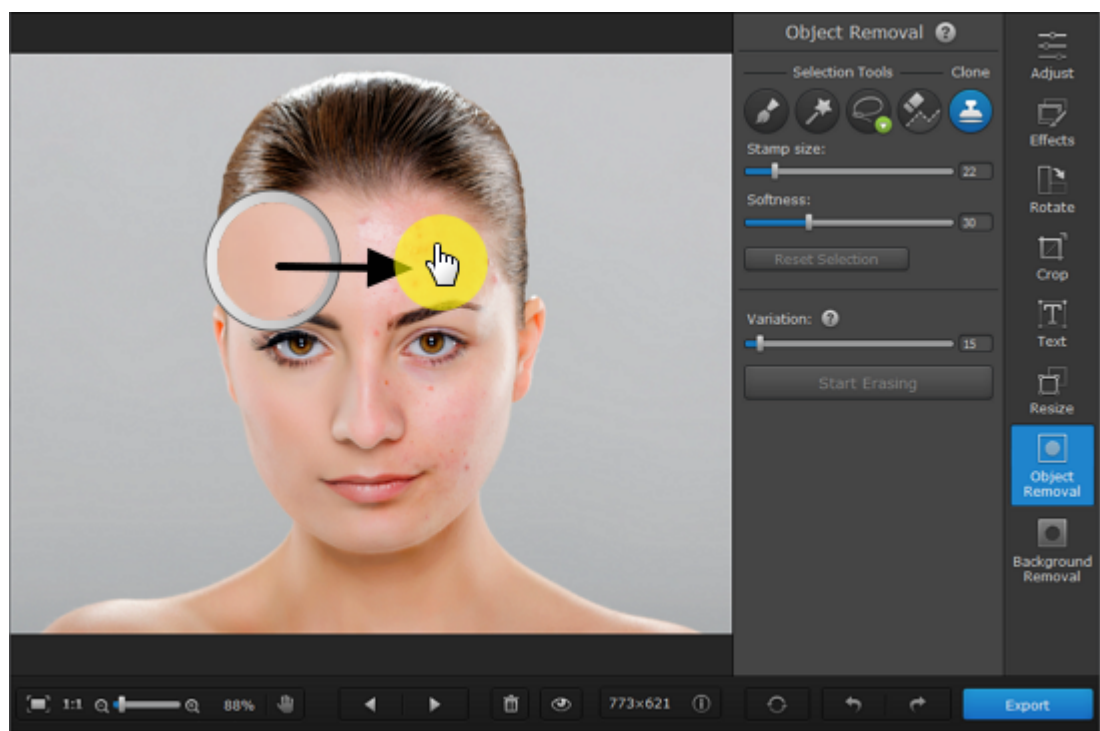 Object Removal ?
Selection Tools Clone
Stamp size:
22
Softness:
30
Reset Selection
Variation: ?
15
Start Erasing
Adjust
Effects
Rotate
Crop
Text
Resize
Object
Removal
Background
Removal
1:1 88% 773×621 Export